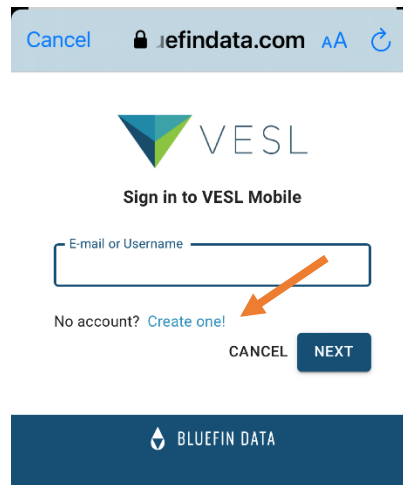 Cancel uefindata.com AA
VESL
Sign in to VESL Mobile
E-mail or Username
No account? Create one!
CANCEL NEXT
BLUEFIN DATA